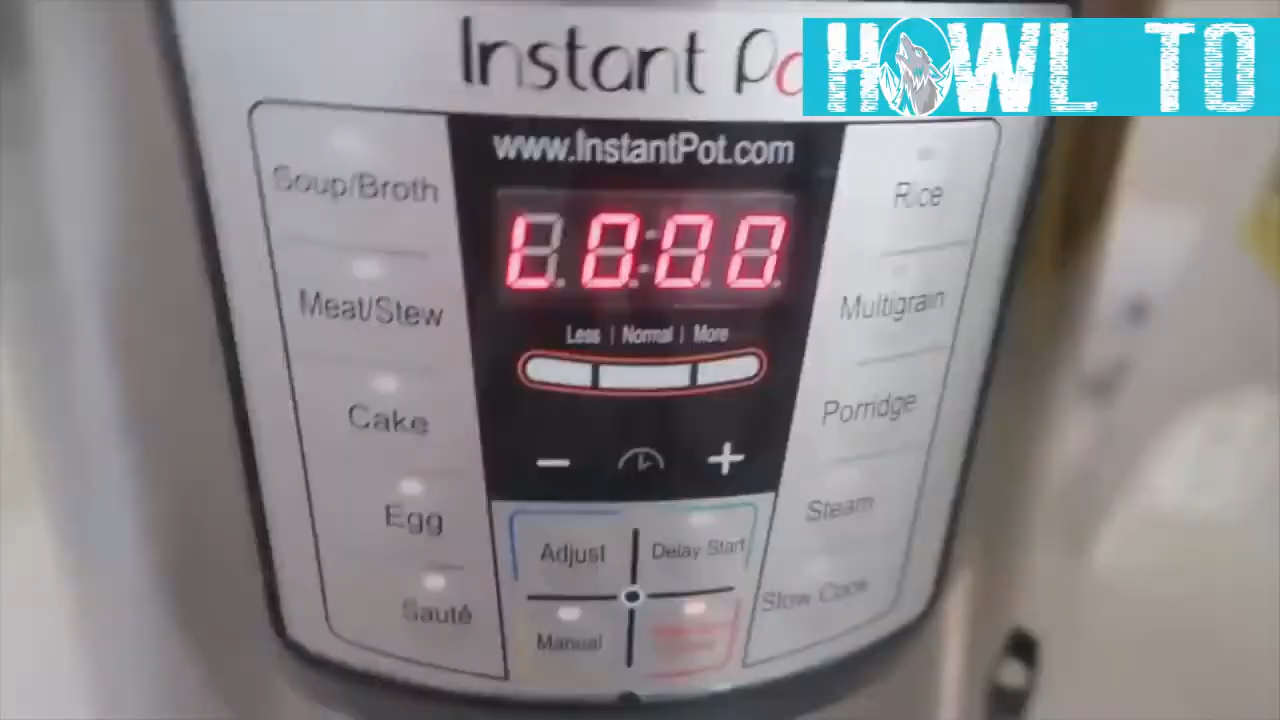 Instant Po
HOWL TO
www.InstantPot.com
L0:00
Less | Normal | More
Soup/Broth
Meat/Stew
Cake
Egg
Sauté
Rice
Multigrain
Porridge
Steam
Slow Cook
Adjust
Delay Start
Manual